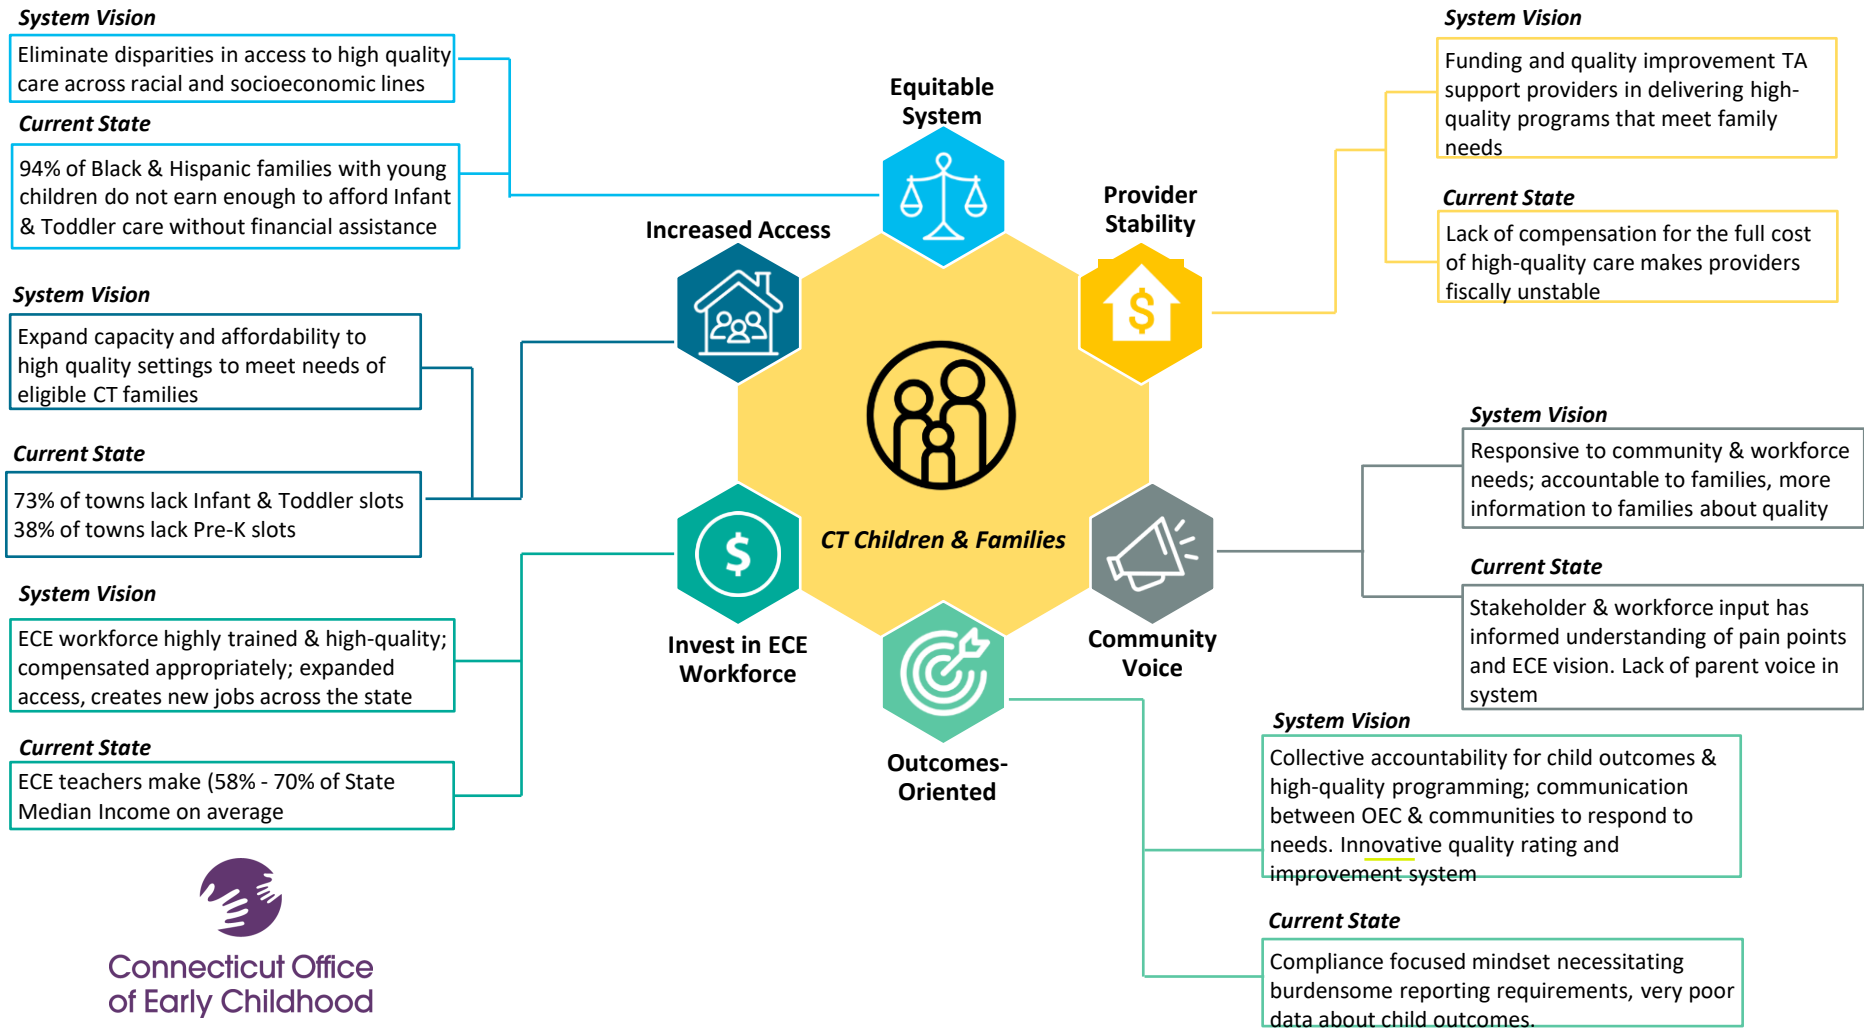 System Vision
Eliminate disparities in access to high quality
care across racial and socioeconomic lines
Current State
94% of Black & Hispanic families with young
children do not earn enough to afford Infant
& Toddler care without financial assistance
Equitable
System
Provider
Stability
System Vision
Funding and quality improvement TA
support providers in delivering high-
quality programs that meet family
needs
Current State
Lack of compensation for the full cost
of high-quality care makes providers
fiscally unstable
Increased Access
System Vision
Expand capacity and affordability to
high quality settings to meet needs of
eligible CT families
Current State
73% of towns lack Infant & Toddler slots
38% of towns lack Pre-K slots
$
$
CT Children & Families
System Vision
Responsive to community & workforce
needs; accountable to families, more
information to families about quality
Current State
Stakeholder & workforce input has
informed understanding of pain points
and ECE vision. Lack of parent voice in
system
Community
Voice
Invest in ECE
Workforce
System Vision
ECE workforce highly trained & high-quality;
compensated appropriately; expanded
access, creates new jobs across the state
Current State
ECE teachers make (58% - 70% of State
Median Income on average
Outcomes-
Oriented
System Vision
Collective accountability for child outcomes &
high-quality programming; communication
between OEC & communities to respond to
needs. Innovative quality rating and
improvement system
Current State
Compliance focused mindset necessitating
burdensome reporting requirements, very poor
data about child outcomes.
Connecticut Office
of Early Childhood